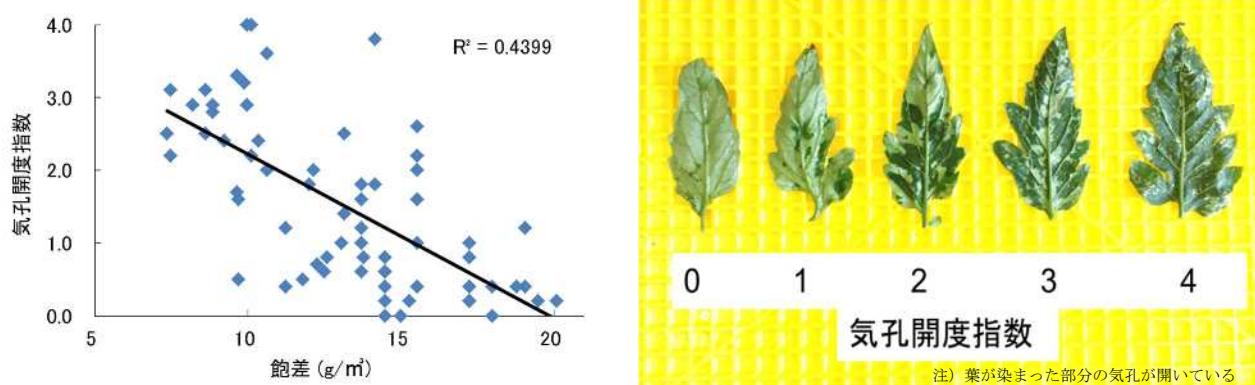 4.0
3.0
2.0
1.0
0.0
気孔開度指数
R² = 0.4399
5
10
15
20
飽差 (g/㎥)
0 1 2 3 4
気孔開度指数
注）葉が染まった部分の気孔が開いている